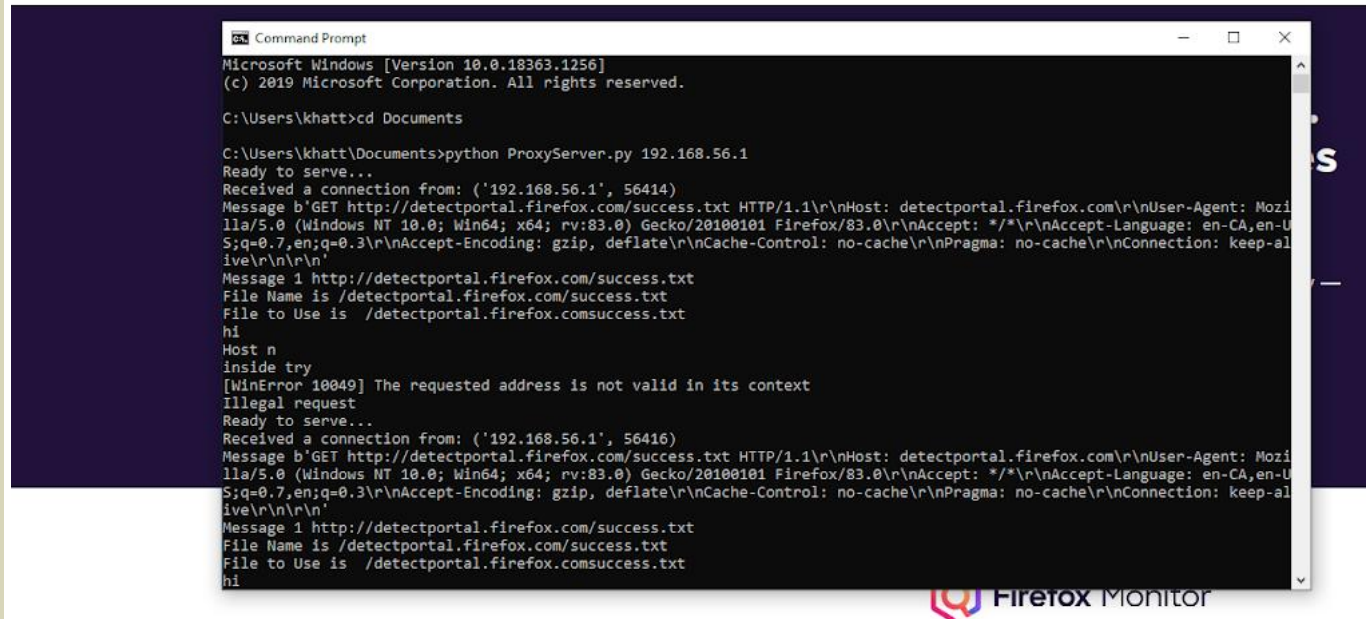 Command Prompt
Microsoft Windows [Version 10.0.18363.1256]
(c) 2019 Microsoft Corporation. All rights reserved.
C:\Users\khatt>cd Documents
C:\Users\khatt\Documents>python ProxyServer.py 192.168.56.1
Ready to serve...
Received a connection from: ('192.168.56.1', 56414)
Message b'GET http://detectportal.firefox.com/success.txt HTTP/1.1\r\nHost: detectportal.firefox.com\r\nUser-Agent: Mozi
lla/5.0 (Windows NT 10.0; Win64; x64; rv:83.0) Gecko/20100101 Firefox/83.0\r\nAccept: */*\r\nAccept-Language: en-CA,en-U
S;q=0.7,en;q=0.3\r\nAccept-Encoding: gzip, deflate\r\nCache-Control: no-cache\r\nPragma: no-cache\r\nConnection: keep-al
ive\r\n\r\n'
Message 1 http://detectportal.firefox.com/success.txt
File Name is /detectportal.firefox.com/success.txt
File to Use is  /detectportal.firefox.comsuccess.txt
hi
Host n
inside try
[WinError 10049] The requested address is not valid in its context
Illegal request
Ready to serve...
Received a connection from: ('192.168.56.1', 56416)
Message b'GET http://detectportal.firefox.com/success.txt HTTP/1.1\r\nHost: detectportal.firefox.com\r\nUser-Agent: Mozi
lla/5.0 (Windows NT 10.0; Win64; x64; rv:83.0) Gecko/20100101 Firefox/83.0\r\nAccept: */*\r\nAccept-Language: en-CA,en-U
S;q=0.7,en;q=0.3\r\nAccept-Encoding: gzip, deflate\r\nCache-Control: no-cache\r\nPragma: no-cache\r\nConnection: keep-al
ive\r\n\r\n'
Message 1 http://detectportal.firefox.com/success.txt
File Name is /detectportal.firefox.com/success.txt
File to Use is  /detectportal.firefox.comsuccess.txt
hi
Firefox Monitor